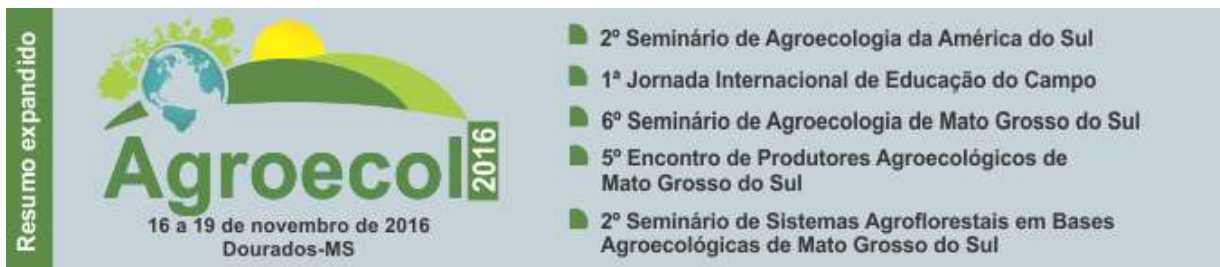 Resumo expandido
Agroecol 2016
16 a 19 de novembro de 2016
Dourados-MS
2º Seminário de Agroecologia da América do Sul
1ª Jornada Internacional de Educação do Campo
6º Seminário de Agroecologia de Mato Grosso do Sul
5º Encontro de Produtores Agroecológicos de
Mato Grosso do Sul
2º Seminário de Sistemas Agroflorestais em Bases
Agroecológicas de Mato Grosso do Sul